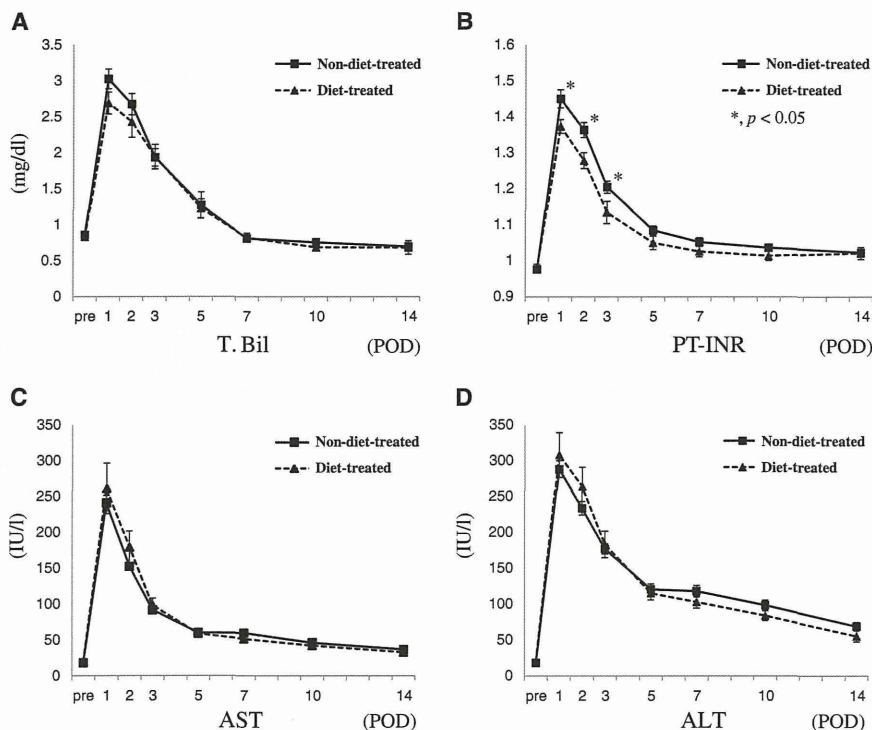 A
3.5
3
2.5
2
1.5
1
0.5
0
(mg/dl)
Non-diet-treated
Diet-treated
pre 1 2 3 5 7 10 14
T. Bil (POD)
B
1.6
1.5
1.4
1.3
1.2
1.1
1
0.9
Non-diet-treated
Diet-treated
*, p < 0.05
*
*
*
pre 1 2 3 5 7 10 14
PT-INR (POD)
C
350
300
250
200
150
100
50
0
(IU/l)
Non-diet-treated
Diet-treated
pre 1 2 3 5 7 10 14
AST (POD)
D
350
300
250
200
150
100
50
0
(IU/l)
Non-diet-treated
Diet-treated
pre 1 2 3 5 7 10 14
ALT (POD)